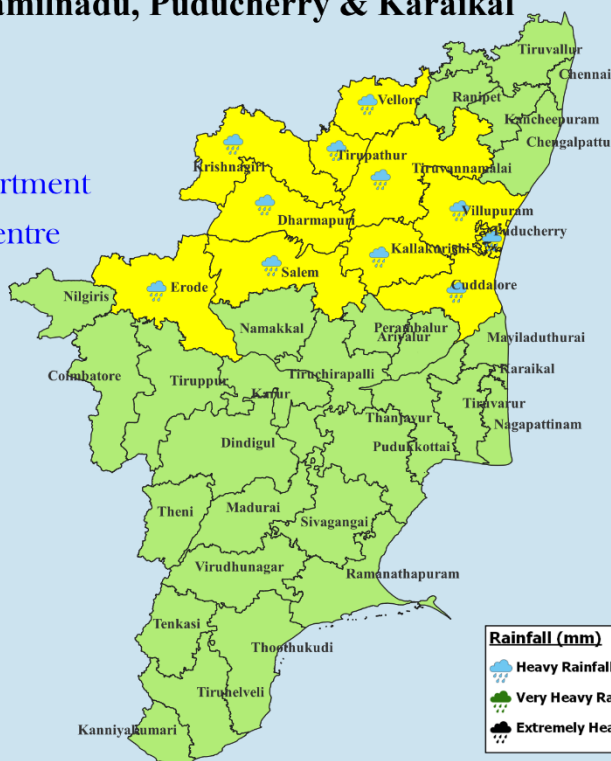 amilnadu, Puducherry & Karaikal
Tiruvallur
Chennai
Vellore
Ranipet
Kancheepuram
Chengalpattu
Krishnagiri
Tirupathur
Tiruvannamalai
rtment
Dharmapuri
Villupuram
Puducherry
entre
Kallakurishi
Salem
Erode
Cuddalore
Nilgiris
Namakkal
Perambalur
Ariyalur
Mayiladuthurai
Karaikal
Coimbatore
Tiruppur
Tiruchirapalli
Karur
Tiruvarur
Thanjavur
Nagapattinam
Dindigul
Pudukkottai
Theni
Madurai
Sivagangai
Virudhunagar
Ramanathapuram
Tenkasi
Thoothukudi
Tirunelveli
Kanniyakumari
Rainfall (mm)
Heavy Rainfall
Very Heavy Ra
Extremely Hea